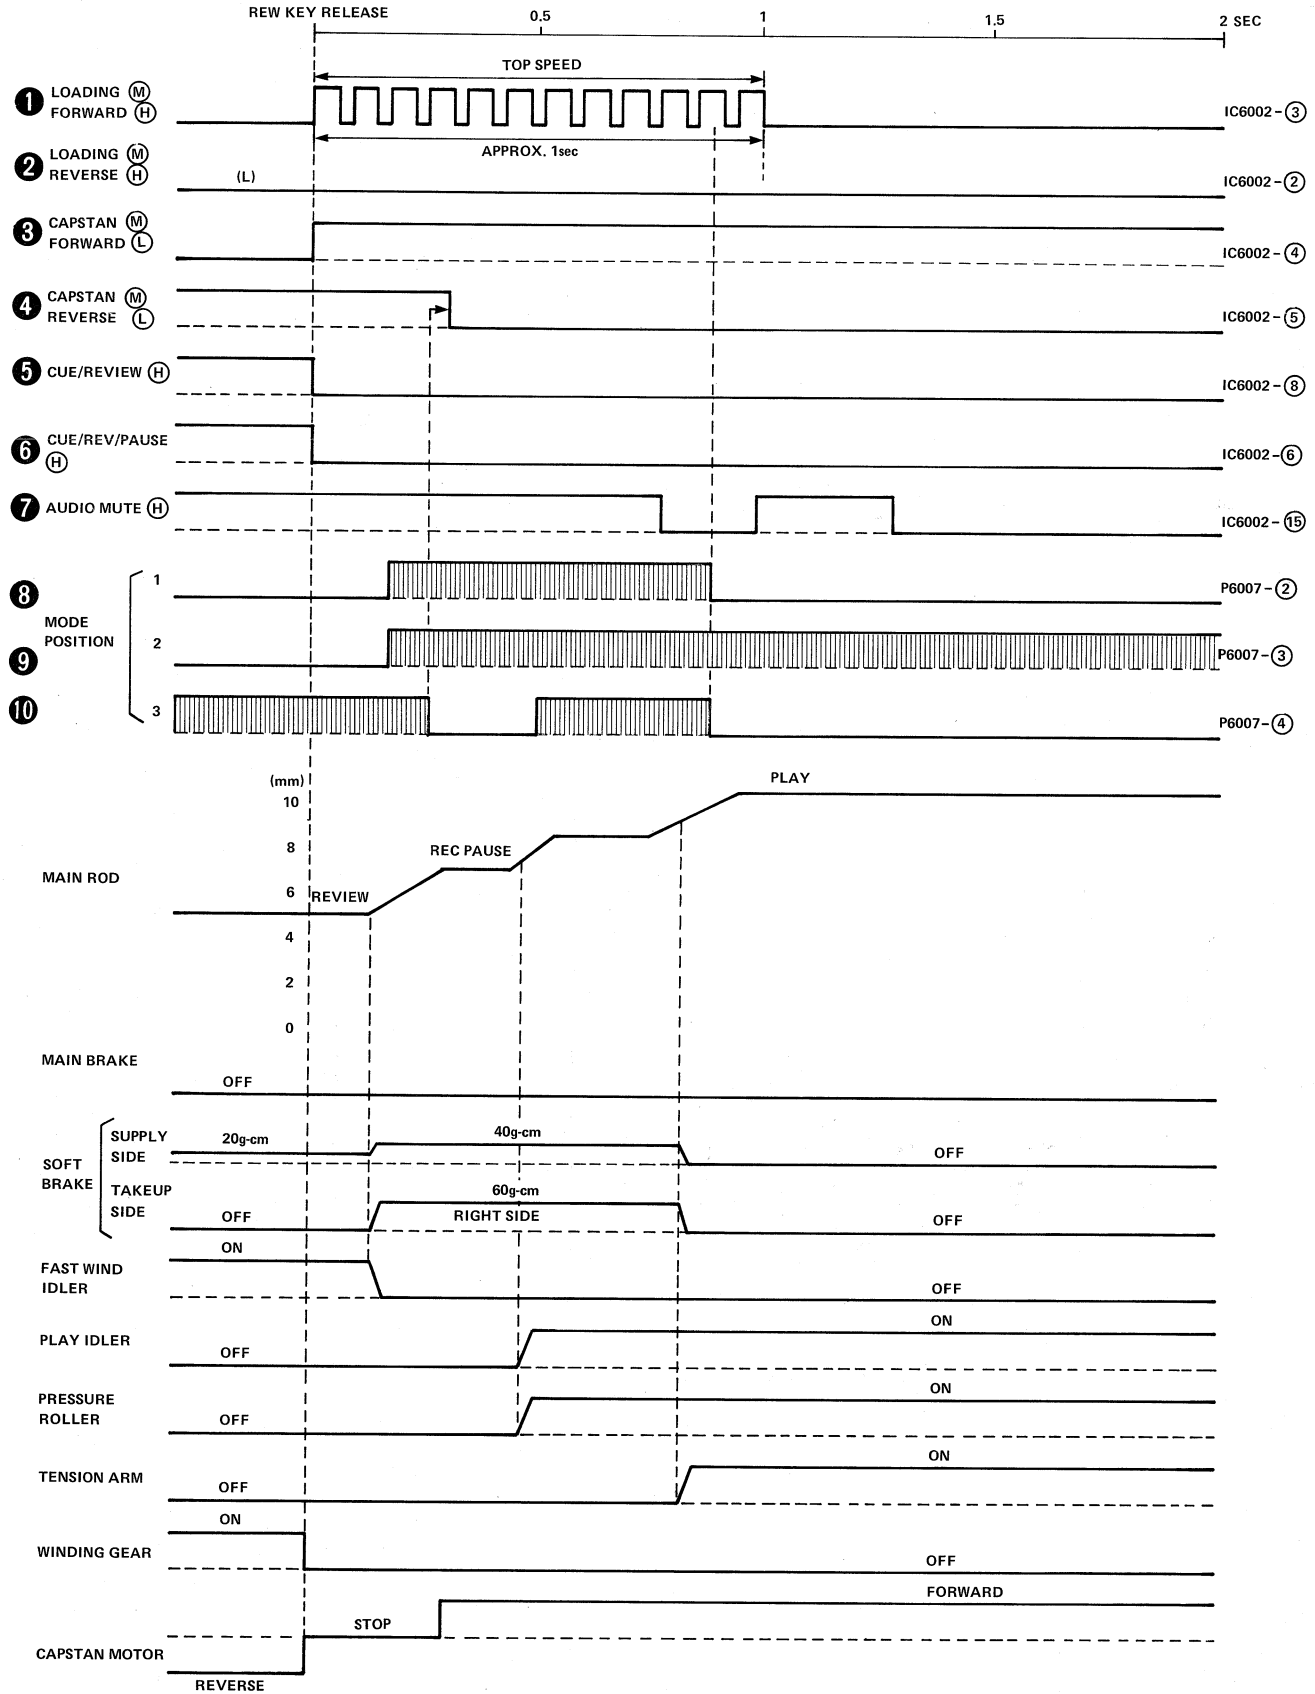 REW KEY RELEASE 0.5 1 1.5 2 SEC
TOP SPEED
1 LOADING M
FORWARD H
IC6002-3
APPROX. 1sec
2 LOADING M
REVERSE H
(L)
IC6002-2
3 CAPSTAN M
FORWARD L
IC6002-4
4 CAPSTAN M
REVERSE L
IC6002-5
5 CUE/REVIEW H
IC6002-8
6 CUE/REV/PAUSE
H
IC6002-6
7 AUDIO MUTE H
IC6002-15
8 1
P6007-2
MODE
POSITION
9 2
P6007-3
10 3
P6007-4
(mm)
10
PLAY
8
REC PAUSE
MAIN ROD
6
REVIEW
4
2
0
MAIN BRAKE
OFF
SOFT
BRAKE
SUPPLY
SIDE
20g-cm
40g-cm
OFF
TAKEUP
SIDE
OFF
60g-cm
RIGHT SIDE
OFF
FAST WIND
IDLER
ON
OFF
PLAY IDLER
OFF
ON
PRESSURE
ROLLER
OFF
ON
TENSION ARM
OFF
ON
WINDING GEAR
ON
OFF
CAPSTAN MOTOR
REVERSE
STOP
FORWARD